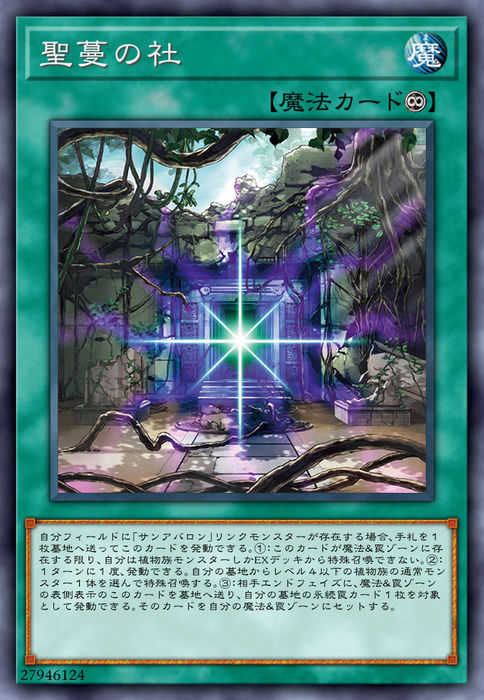 聖蔓の社
魔
【魔法カード♾】
自分フィールドに「サンアバロン」リンクモンスターが存在する場合、手札を1
枚墓地へ送ってこのカードを発動できる。①:このカードが魔法&罠ゾーンに存
在する限り、自分は植物族モンスターしかEXデッキから特殊召喚できない。②:
1ターンに1度、発動できる。自分の墓地からレベル4以下の植物族の通常モン
スター1体を選んで特殊召喚する。③:相手エンドフェイズに、魔法&罠ゾーン
の表側表示のこのカードを墓地へ送り、自分の墓地の永続罠カード1枚を対象
として発動できる。そのカードを自分の魔法&罠ゾーンにセットする。
27946124